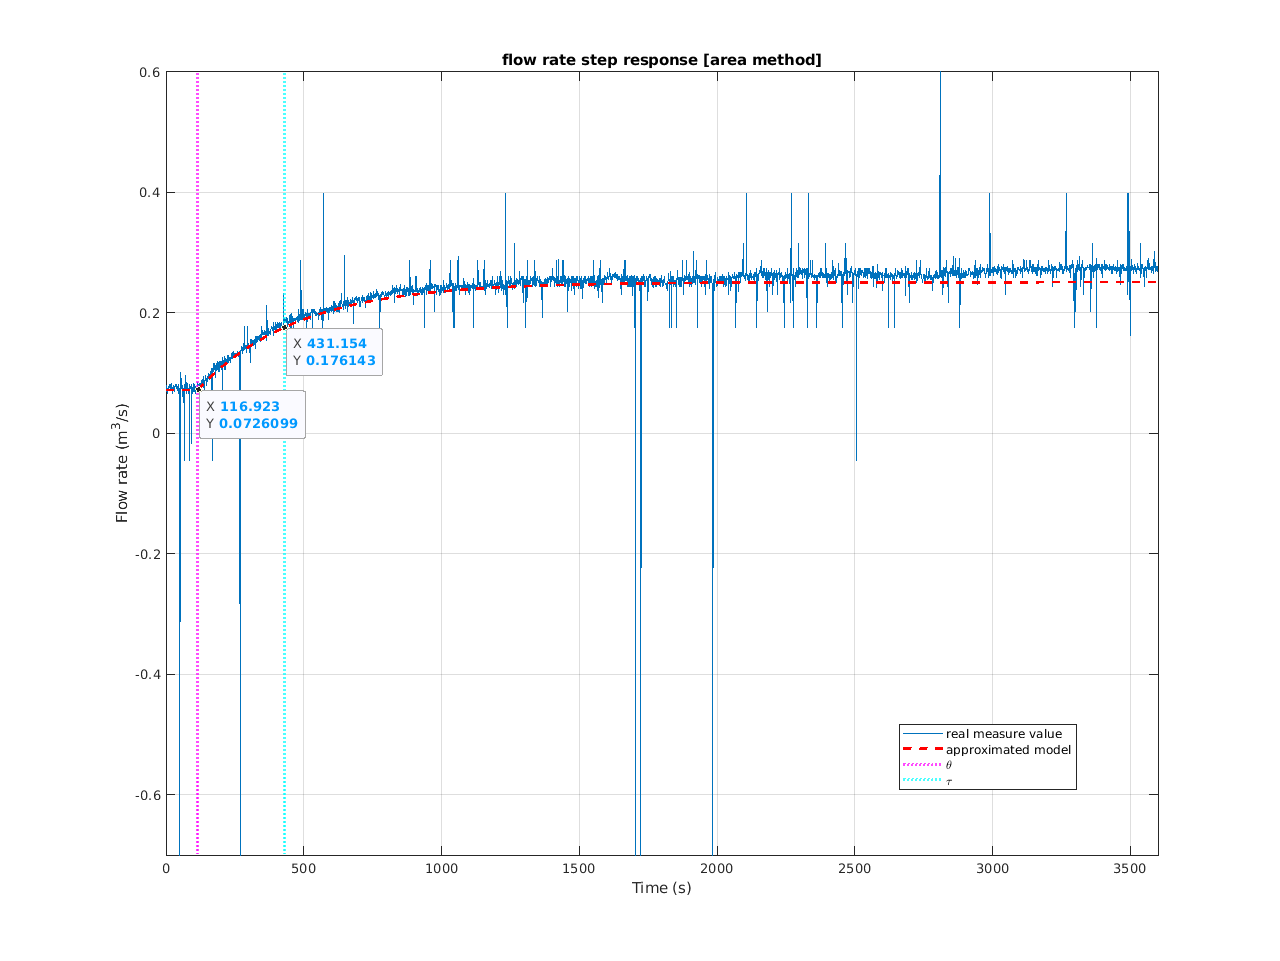 flow rate step response [area method]
0.6
0.4
0.2
0
-0.2
-0.4
-0.6
Flow rate (m³/s)
X 431.154
Y 0.176143
X 116.923
Y 0.0726099
real measure value
approximated model
θ
τ
0 500 1000 1500 2000 2500 3000 3500
Time (s)